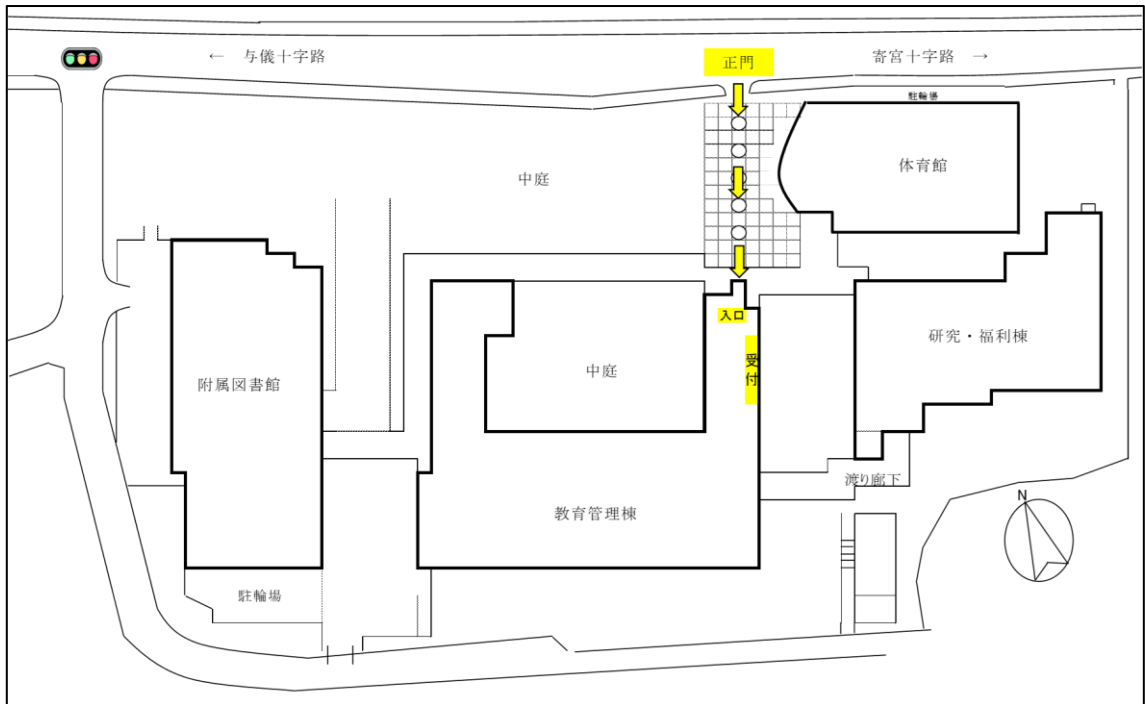 ← 与儀十字路
正門
寄宮十字路 →
駐輪場
体育館
中庭
入口
受付
研究・福利棟
附属図書館
中庭
渡り廊下
教育管理棟
N
駐輪場